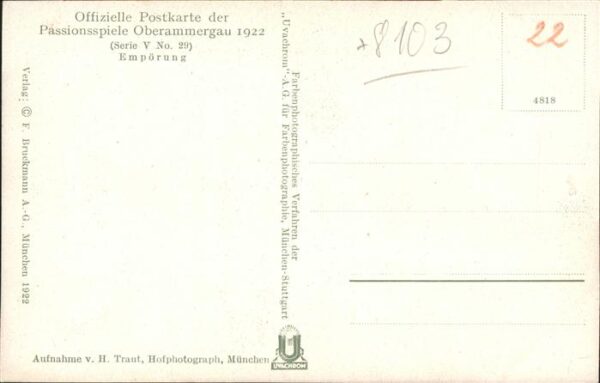 Offizielle Postkarte der
Passionsspiele Oberammergau 1922
(Serie V No. 29)
Empörung
Verlag: © F. Bruckmann A.-G., München 1922
Aufnahme v. H. Traut, Hofphotograph, München
Farbenphotographisches Verfahren der
„Uvachrom"-A.G. für Farbenphotographie, München-Stuttgart
U
UVACHROM
8103
22
4818